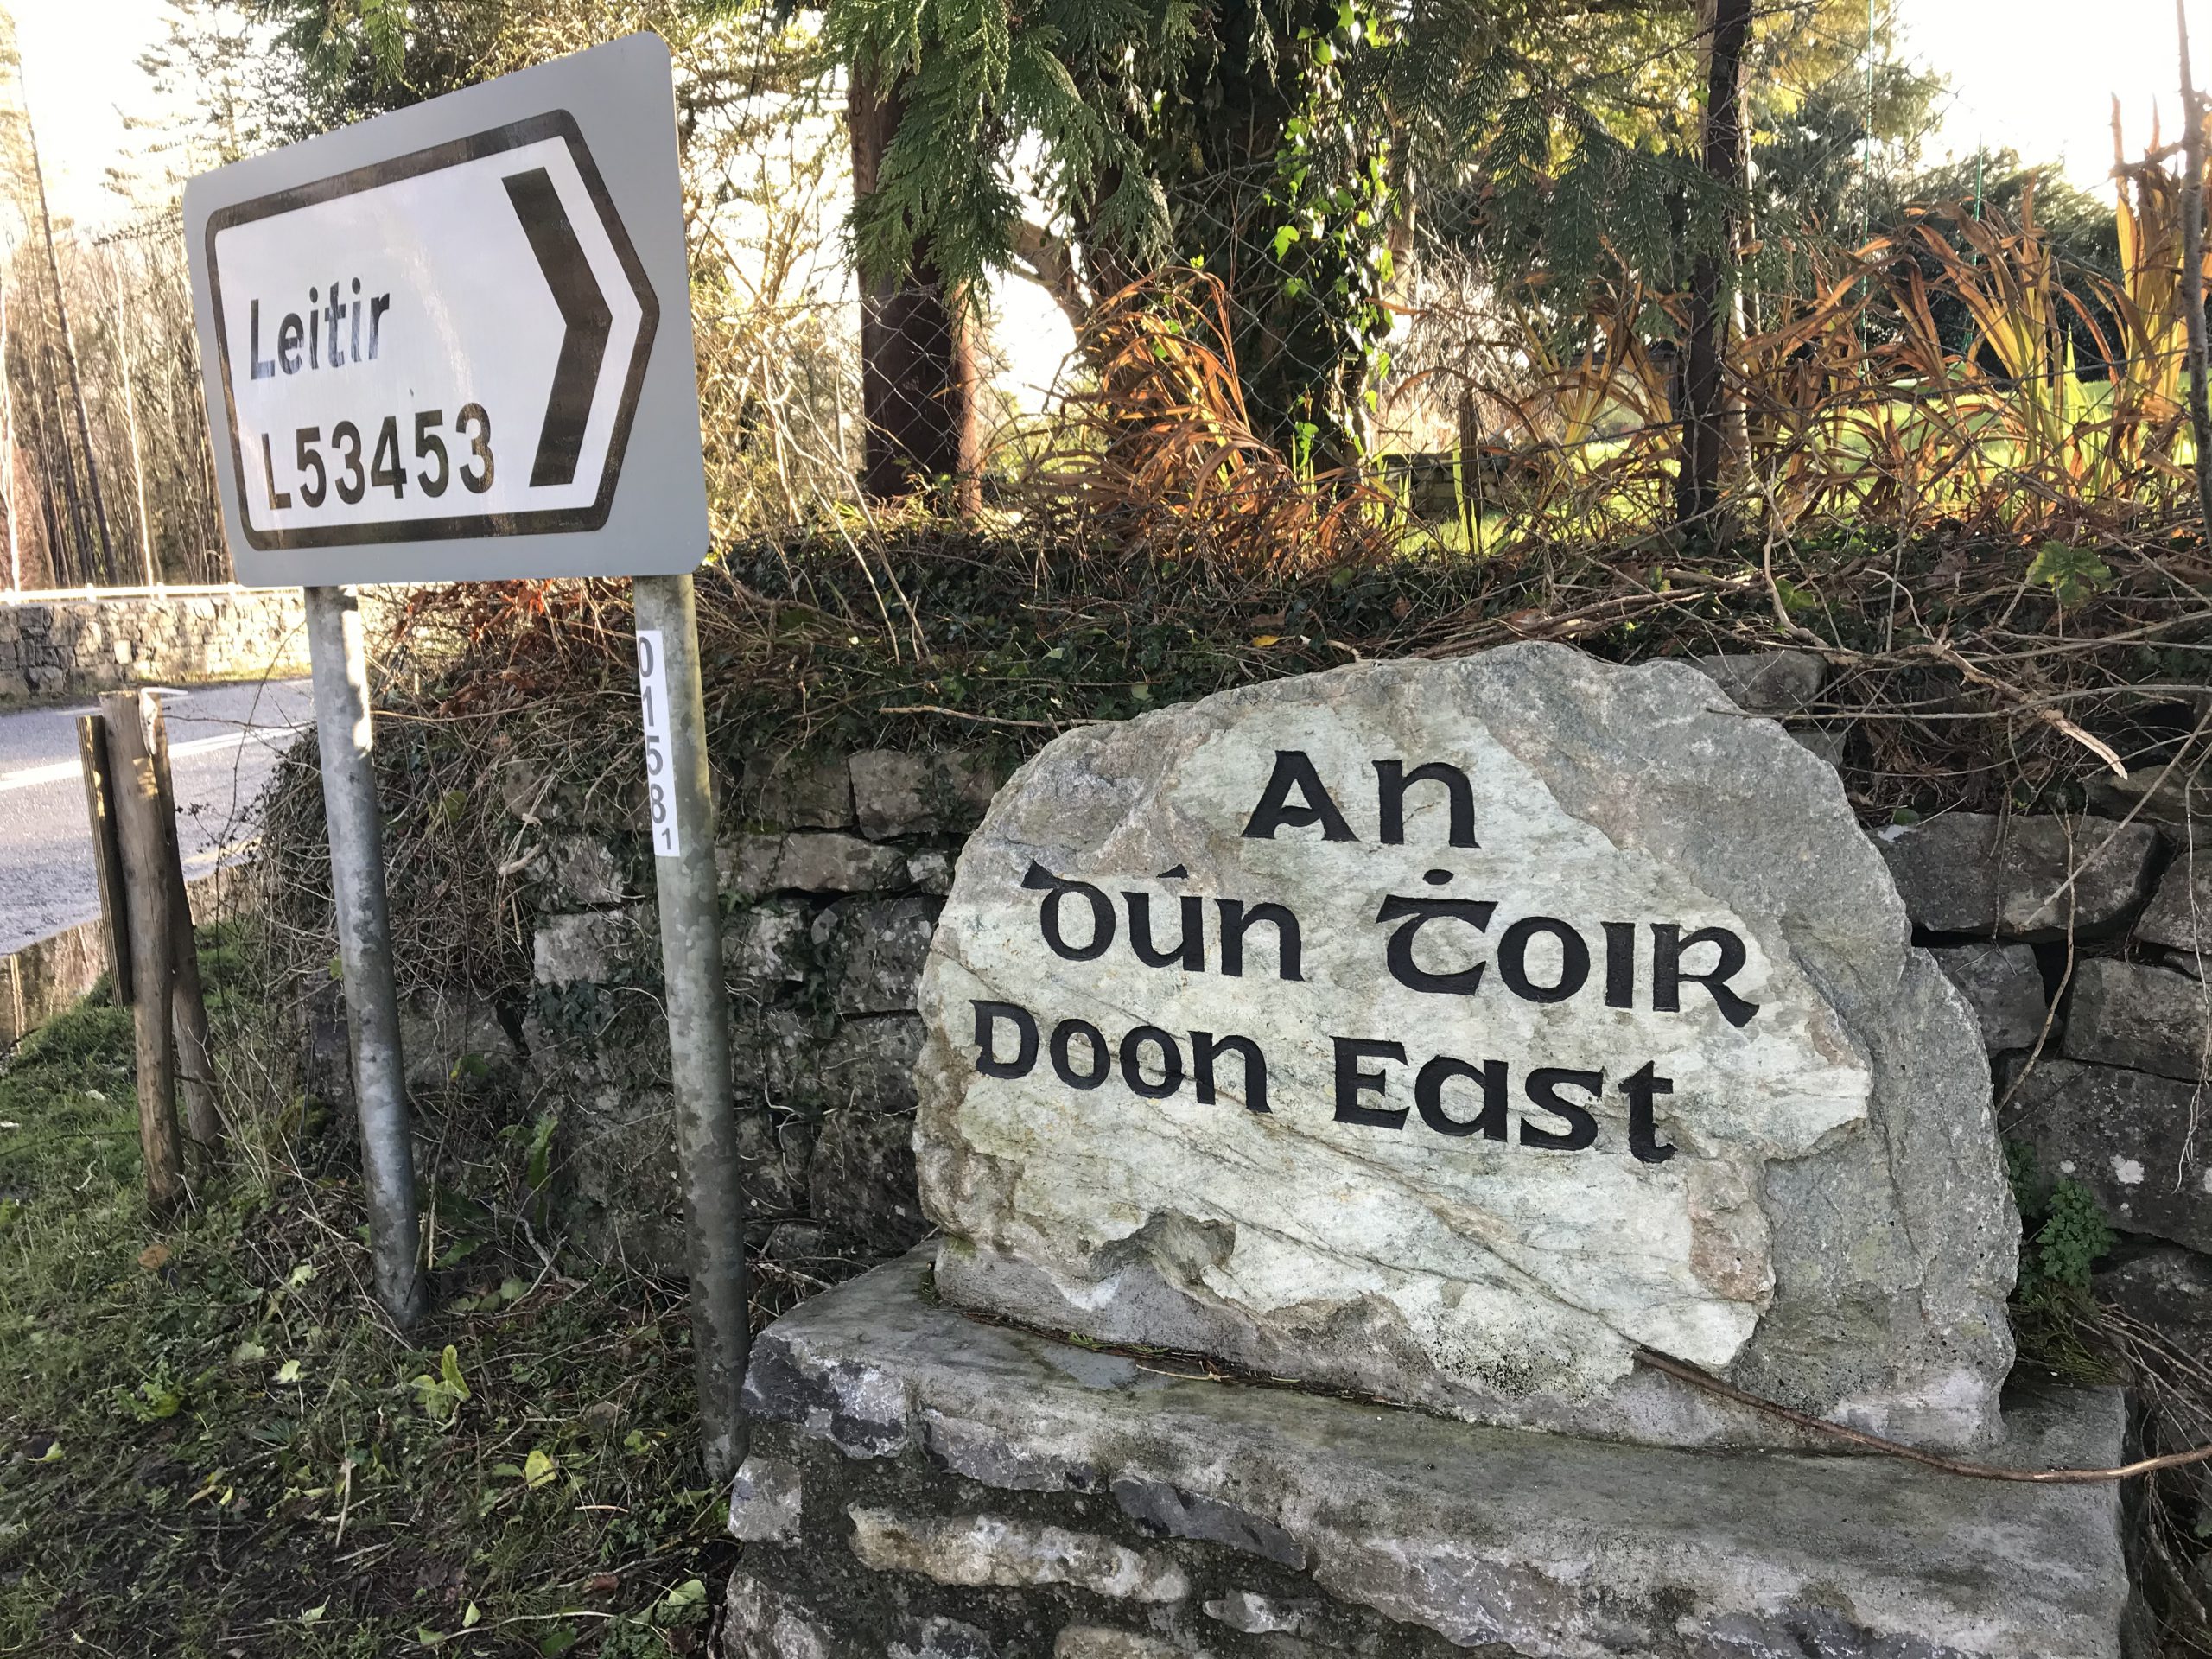 Leitir
L53453
01581
An
Dún Ṫoir
Doon East